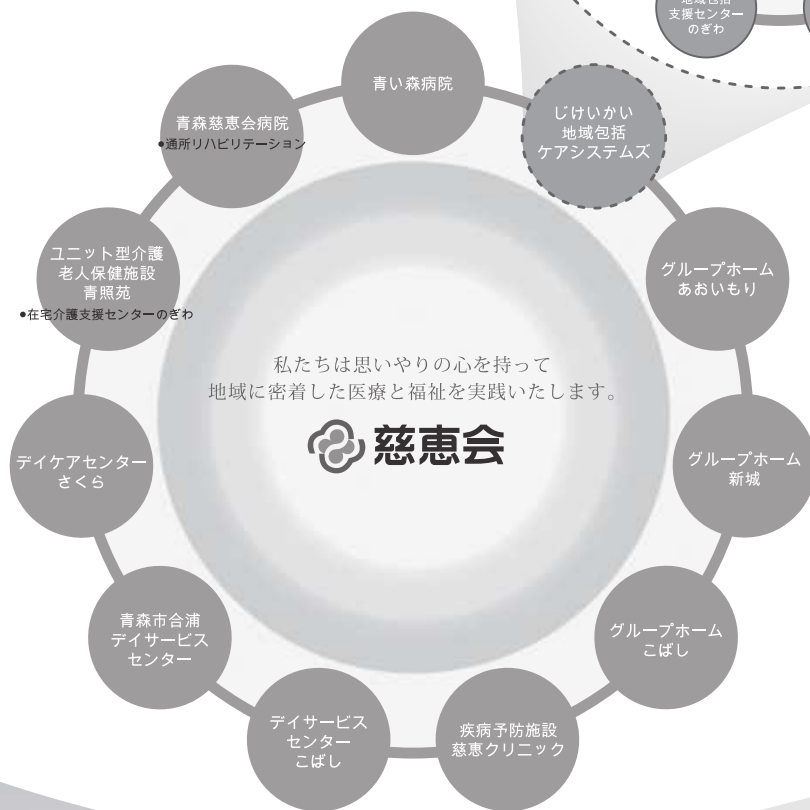 地域包括
支援センター
のぎわ
青い森病院
じけいかい
地域包括
ケアシステムズ
グループホーム
あおいもり
グループホーム
新城
グループホーム
こばし
疾病予防施設
慈恵クリニック
デイサービス
センター
こばし
青森市合浦
デイサービス
センター
デイケアセンター
さくら
ユニット型介護
老人保健施設
青照苑
●在宅介護支援センターのぎわ
青森慈恵会病院
●通所リハビリテーション
私たちは思いやりの心を持って
地域に密着した医療と福祉を実践いたします。
慈恵会